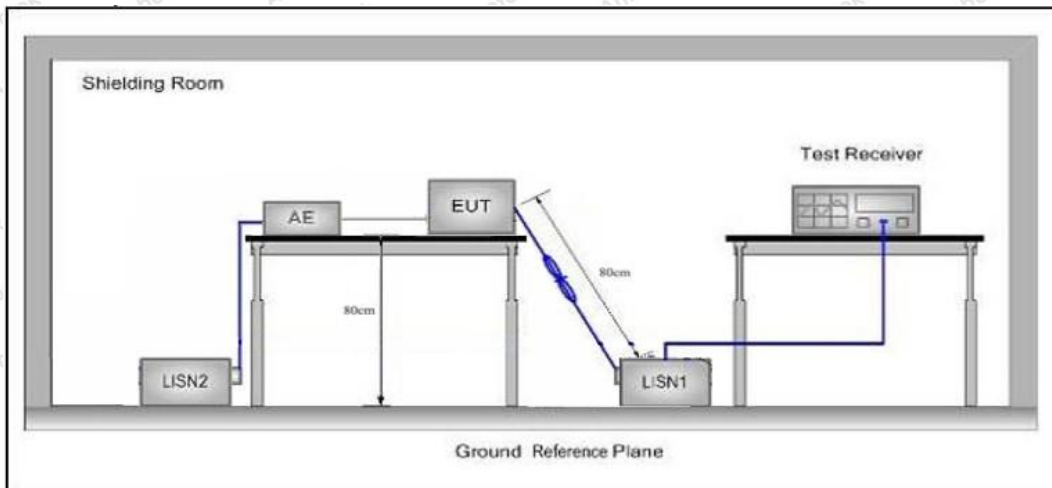 Shielding Room
Test Receiver
AE
EUT
80cm
80cm
LISN2
LISN1
Ground Reference Plane